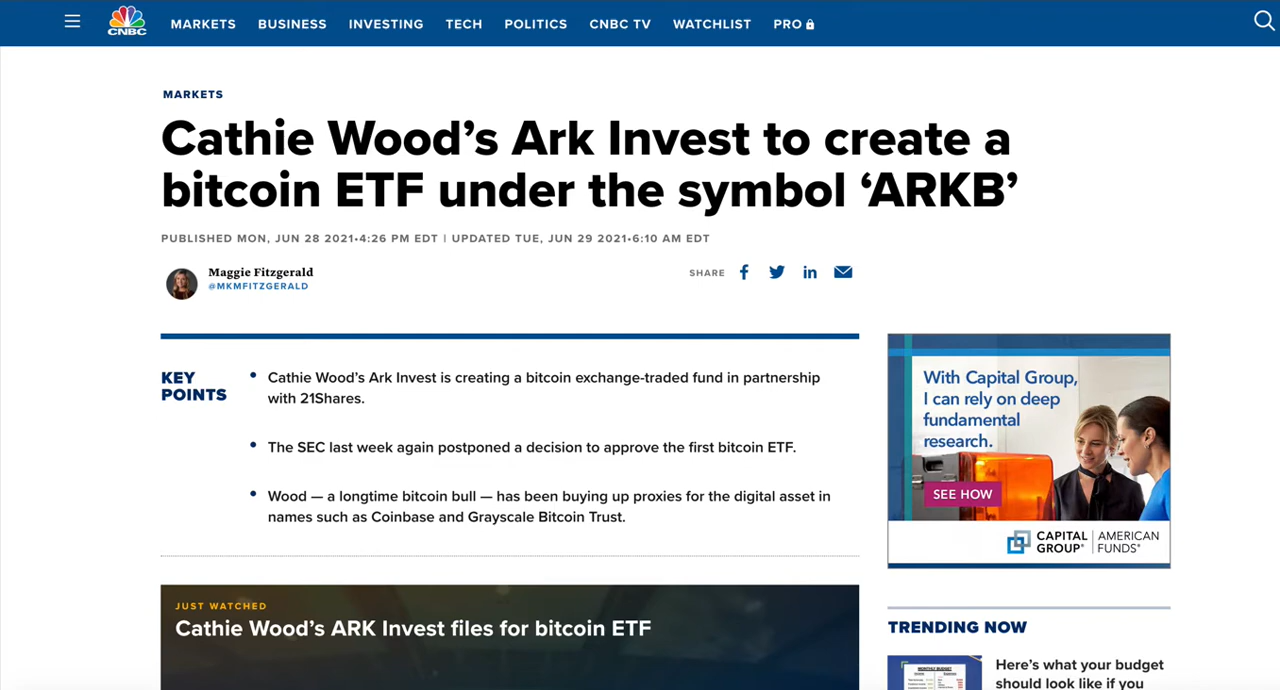 CNBC
MARKETS BUSINESS INVESTING TECH POLITICS CNBC TV WATCHLIST PRO
MARKETS
Cathie Wood’s Ark Invest to create a
bitcoin ETF under the symbol ‘ARKB’
PUBLISHED MON, JUN 28 2021•4:26 PM EDT | UPDATED TUE, JUN 29 2021•6:10 AM EDT
Maggie Fitzgerald
@MKMFITZGERALD
SHARE
KEY
POINTS
• Cathie Wood’s Ark Invest is creating a bitcoin exchange-traded fund in partnership
with 21Shares.
• The SEC last week again postponed a decision to approve the first bitcoin ETF.
• Wood — a longtime bitcoin bull — has been buying up proxies for the digital asset in
names such as Coinbase and Grayscale Bitcoin Trust.
JUST WATCHED
Cathie Wood’s ARK Invest files for bitcoin ETF
With Capital Group,
I can rely on deep
fundamental
research.
SEE HOW
CAPITAL GROUP® | AMERICAN FUNDS®
TRENDING NOW
MONTHLY BUDGET
Here’s what your budget
should look like if you